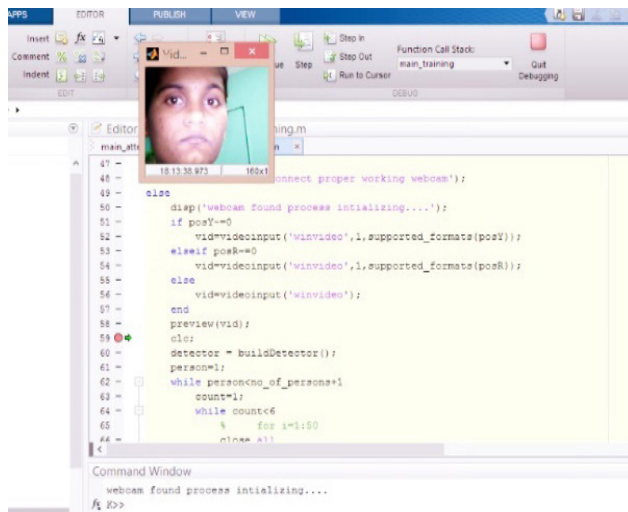 APPS EDITOR PUBLISH VIEW
Insert fx Step In
Comment % ue Step Step Out Function Call Stack:
Indent Run to Cursor main_training Quit Debugging
EDIT DEBUG
Vid...
Editor ning.m
main_atte n ×
18:13:38.973 160x1
47 -
48 - onnect proper working webcam');
49 - else
50 - disp('webcam found process intializing....');
51 - if posY~=0
52 - vid=videoinput('winvideo',1,supported_formats{posY});
53 - elseif posR~=0
54 - vid=videoinput('winvideo',1,supported_formats{posR});
55 - else
56 - vid=videoinput('winvideo');
57 - end
58 - preview(vid);
59 clc;
60 - detector = buildDetector();
61 - person=1;
62 - while person<no_of_persons+1
63 - count=1;
64 - while count<6
65 % for i=1:50
66 - close all
Command Window
webcam found process intializing....
fx K>>